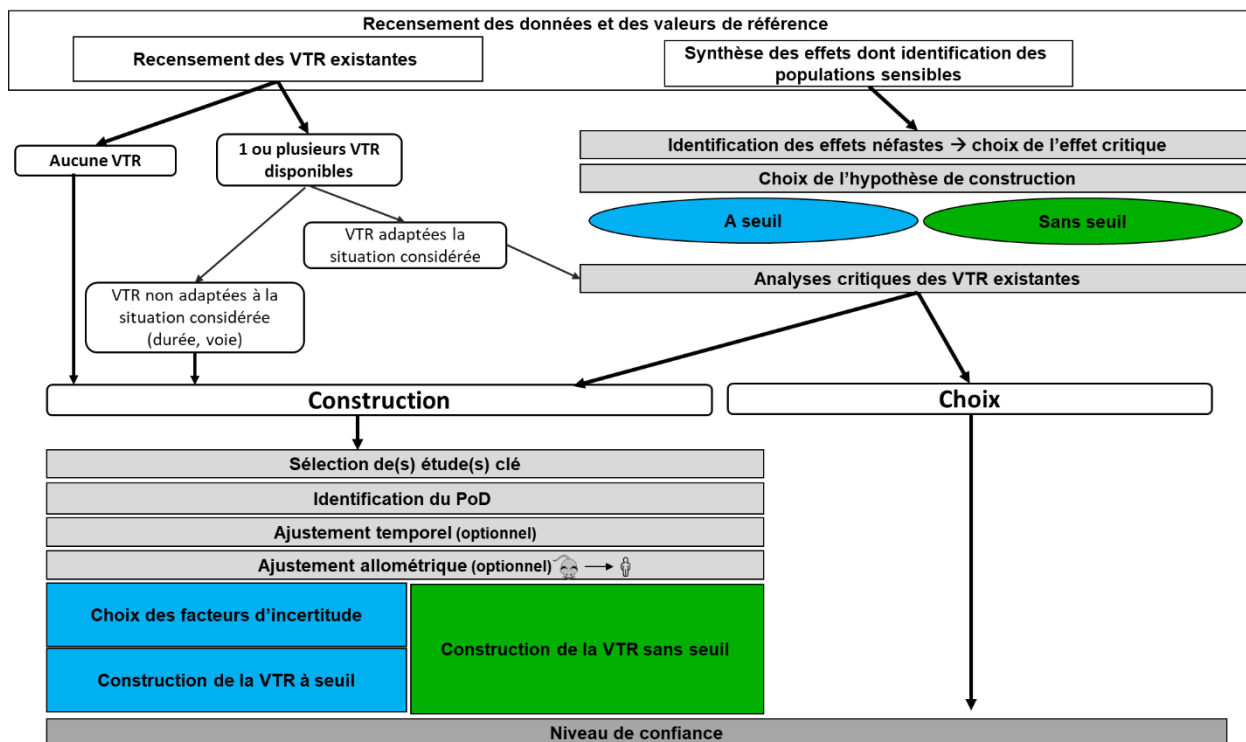 Recensement des données et des valeurs de référence
Recensement des VTR existantes
Synthèse des effets dont identification des
populations sensibles
Aucune VTR
1 ou plusieurs VTR
disponibles
Identification des effets néfastes → choix de l'effet critique
Choix de l'hypothèse de construction
A seuil
Sans seuil
VTR adaptées la
situation considérée
Analyses critiques des VTR existantes
VTR non adaptées à la
situation considérée
(durée, voie)
Construction
Choix
Sélection de(s) étude(s) clé
Identification du PoD
Ajustement temporel (optionnel)
Ajustement allométrique (optionnel)
Choix des facteurs d'incertitude
Construction de la VTR sans seuil
Construction de la VTR à seuil
Niveau de confiance